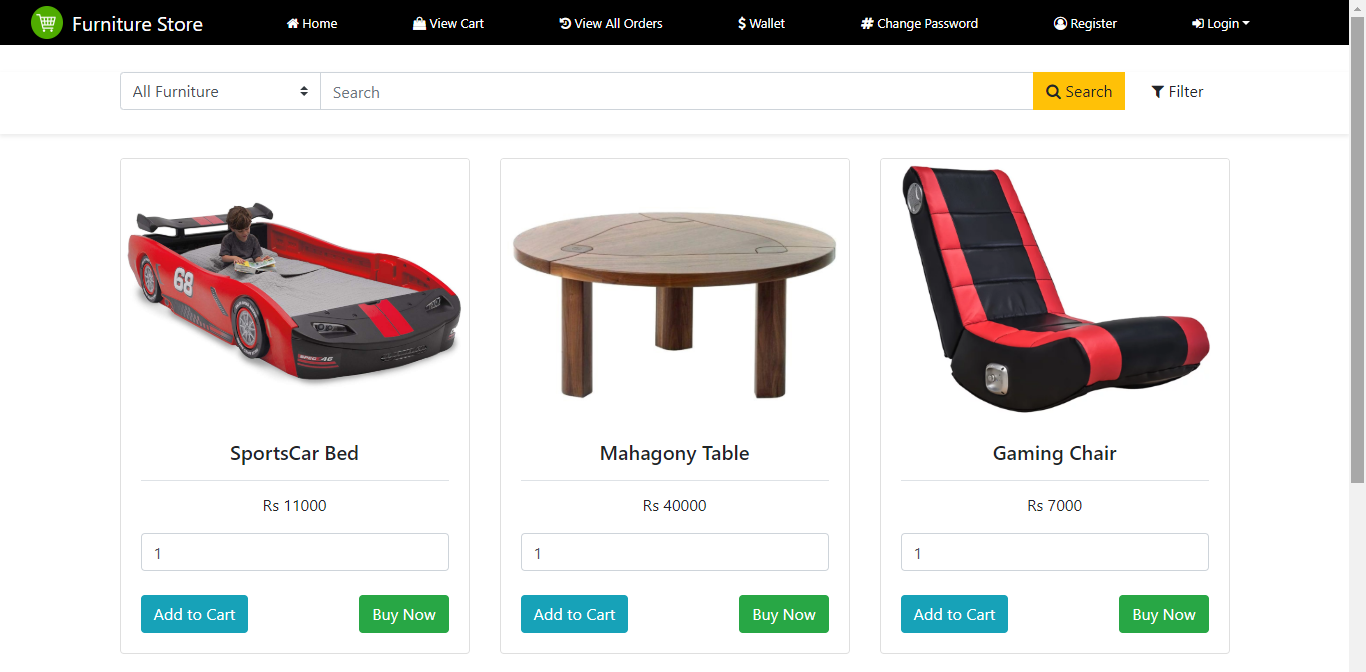 Furniture Store
Home
View Cart
View All Orders
$ Wallet
# Change Password
Register
Login
All Furniture
Search
Search
Filter
68
SportsCar Bed
Rs 11000
1
Add to Cart
Buy Now
Mahagony Table
Rs 40000
1
Add to Cart
Buy Now
Gaming Chair
Rs 7000
1
Add to Cart
Buy Now